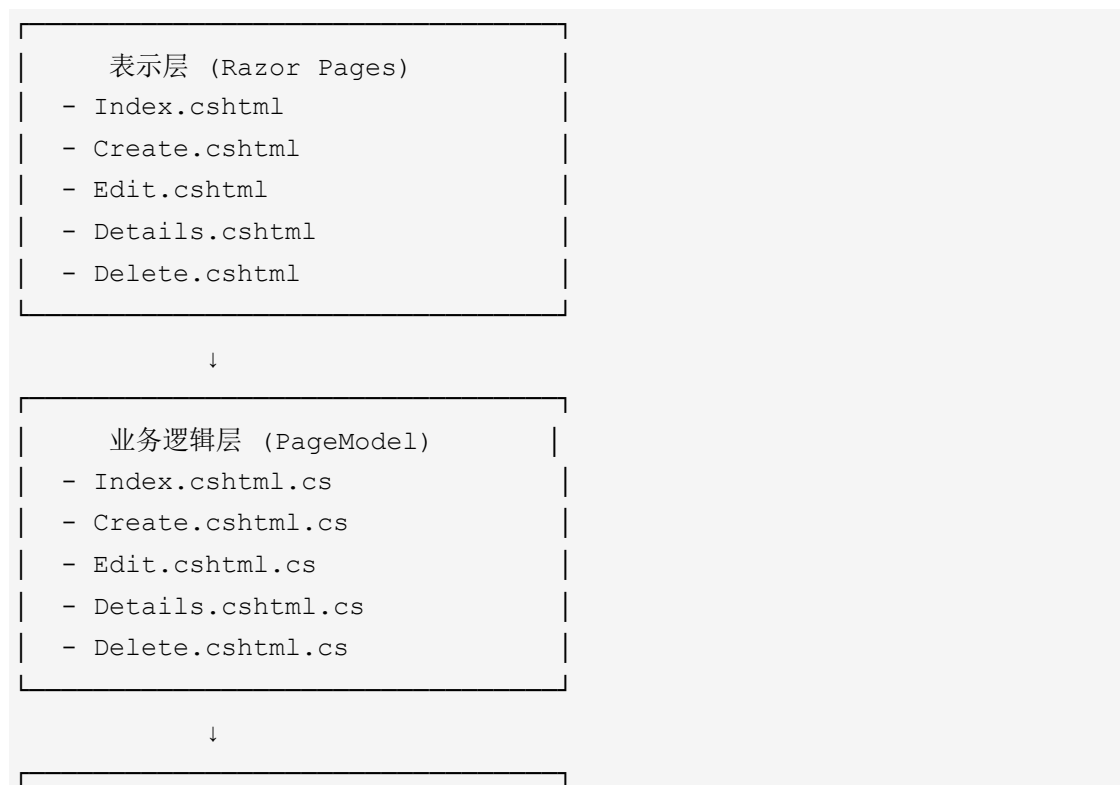 表示层 (Razor Pages)
- Index.cshtml
- Create.cshtml
- Edit.cshtml
- Details.cshtml
- Delete.cshtml
↓
业务逻辑层 (PageModel)
- Index.cshtml.cs
- Create.cshtml.cs
- Edit.cshtml.cs
- Details.cshtml.cs
- Delete.cshtml.cs
↓